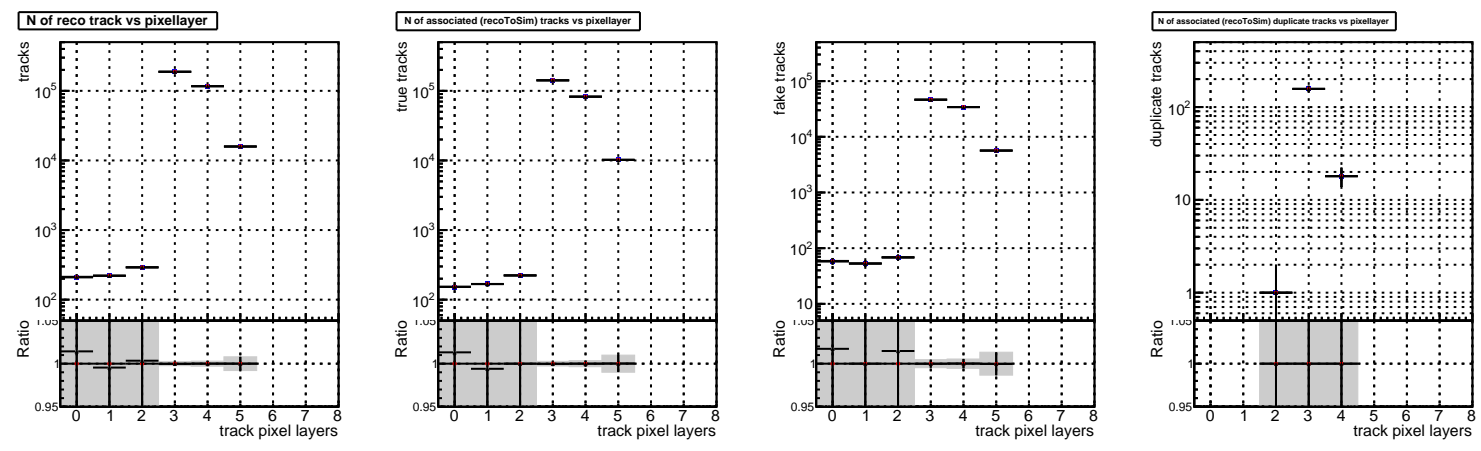 N of reco track vs pixellayer
tracks
10^5
10^4
10^3
10^2
Ratio
1.05
1
0.95
0 1 2 3 4 5 6 7 8
track pixel layers
N of associated (recoToSim) tracks vs pixellayer
true tracks
10^5
10^4
10^3
10^2
Ratio
1.05
1
0.95
0 1 2 3 4 5 6 7 8
track pixel layers
fake tracks
10^5
10^4
10^3
10^2
10
Ratio
1.05
1
0.95
0 1 2 3 4 5 6 7 8
track pixel layers
N of associated (recoToSim) duplicate tracks vs pixellayer
duplicate tracks
10^2
10
1
Ratio
1.05
1
0.95
0 1 2 3 4 5 6 7 8
track pixel layers